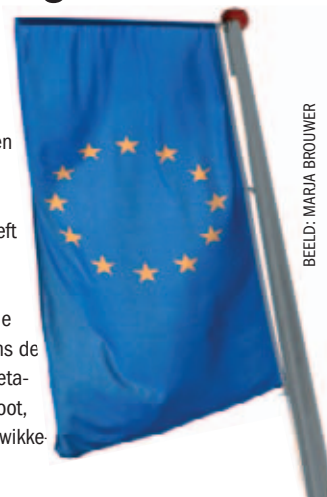 en
eft
e
ns de
eta-
oot,
wikke-
BEELD: MARJA BROUWER